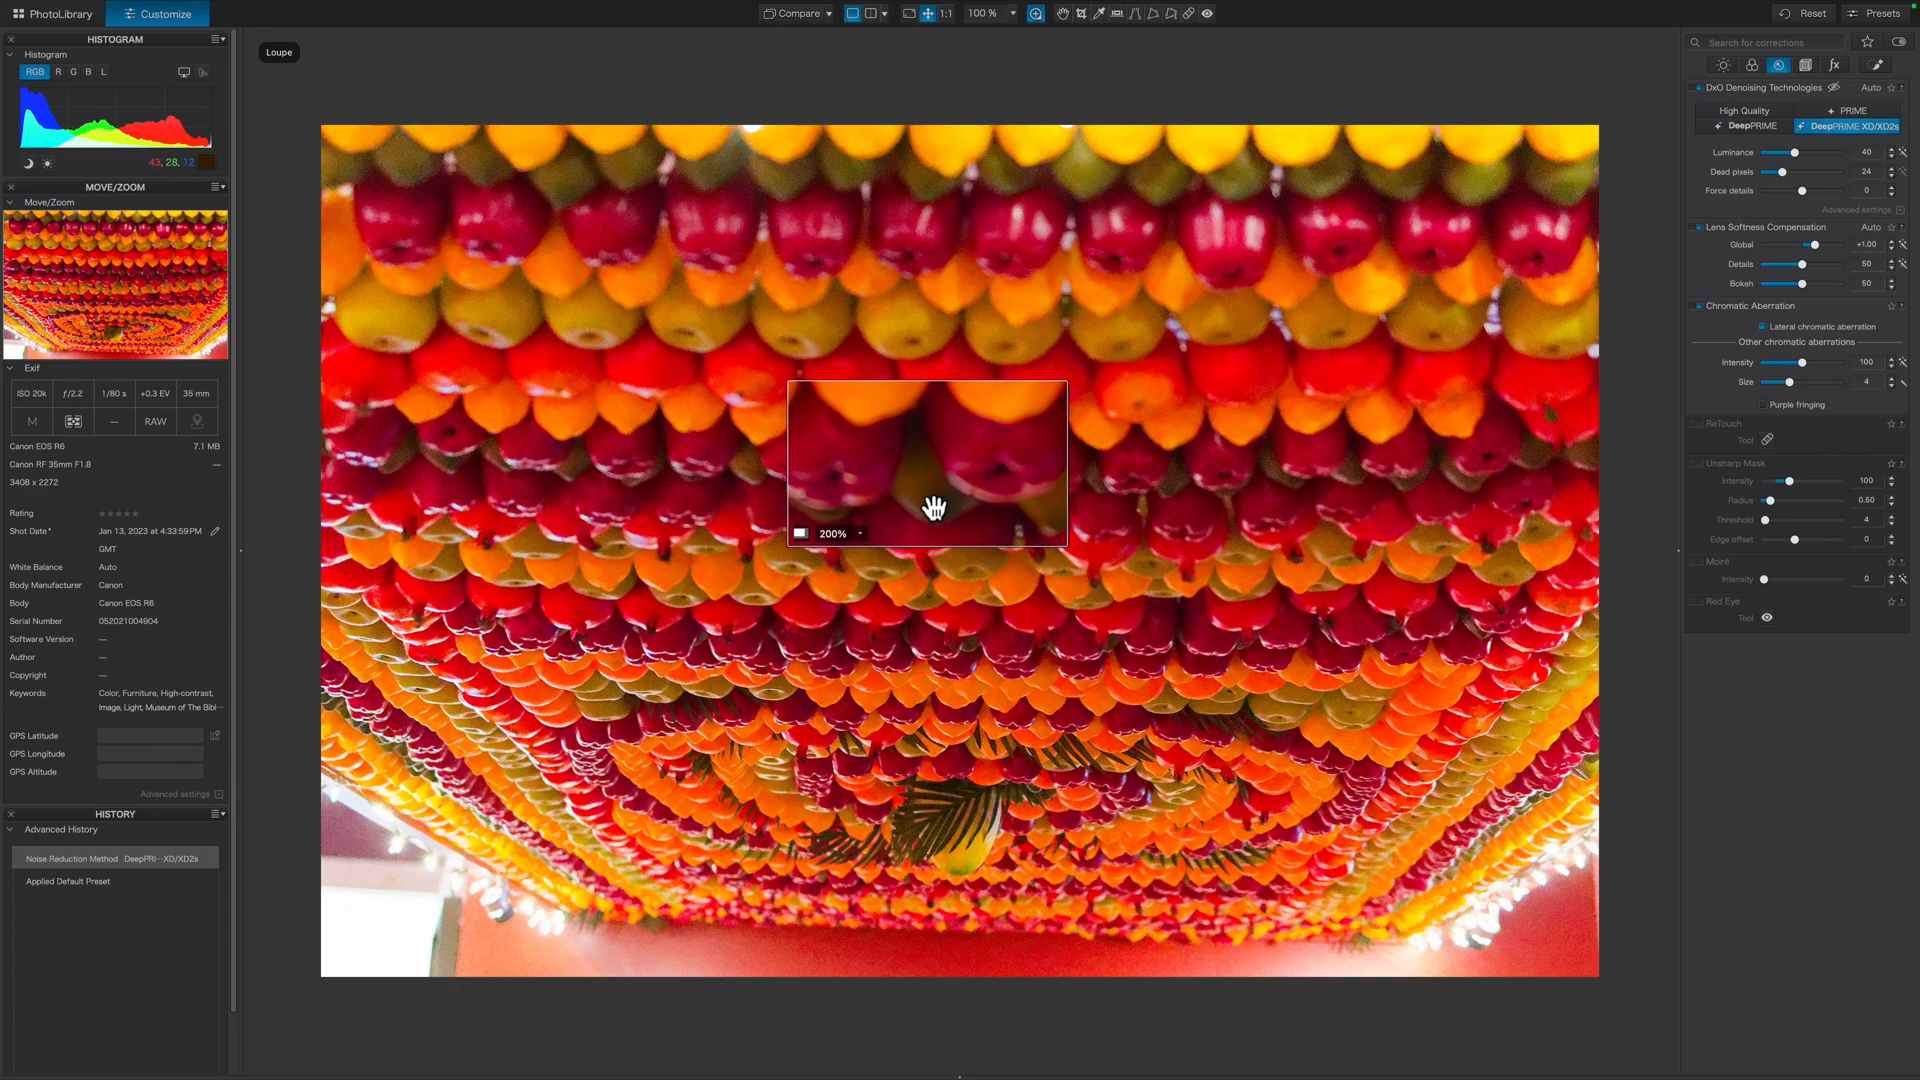 PhotoLibrary
Customize
Compare
1:1
100 %
Reset
Presets
Loupe
HISTOGRAM
Histogram
RGB R G B L
43, 28, 12
MOVE/ZOOM
Move/Zoom
Exif
ISO 20k ƒ/2.2 1/80 s +0.3 EV 35 mm
M — RAW
Canon EOS R6 7.1 MB
Canon RF 35mm F1.8 —
3408 x 2272
Rating
Shot Date* Jan 13, 2023 at 4:33:59 PM
GMT
White Balance Auto
Body Manufacturer Canon
Body Canon EOS R6
Serial Number 052021004904
Software Version —
Author —
Copyright —
Keywords Color, Furniture, High-contrast,
Image, Light, Museum of The Bibl…
GPS Latitude
GPS Longitude
GPS Altitude
Advanced settings
HISTORY
Advanced History
Noise Reduction Method DeepPRI…XD/XD2s
Applied Default Preset
200%
Search for corrections
fx
DxO Denoising Technologies Auto
High Quality PRIME
DeepPRIME DeepPRIME XD/XD2s
Luminance 40
Dead pixels 24
Force details 0
Advanced settings
Lens Softness Compensation Auto
Global +1.00
Details 50
Bokeh 50
Chromatic Aberration
Lateral chromatic aberration
Other chromatic aberrations
Intensity 100
Size 4
Purple fringing
ReTouch
Tool
Unsharp Mask
Intensity 100
Radius 0.50
Threshold 4
Edge offset 0
Moiré
Intensity 0
Red Eye
Tool